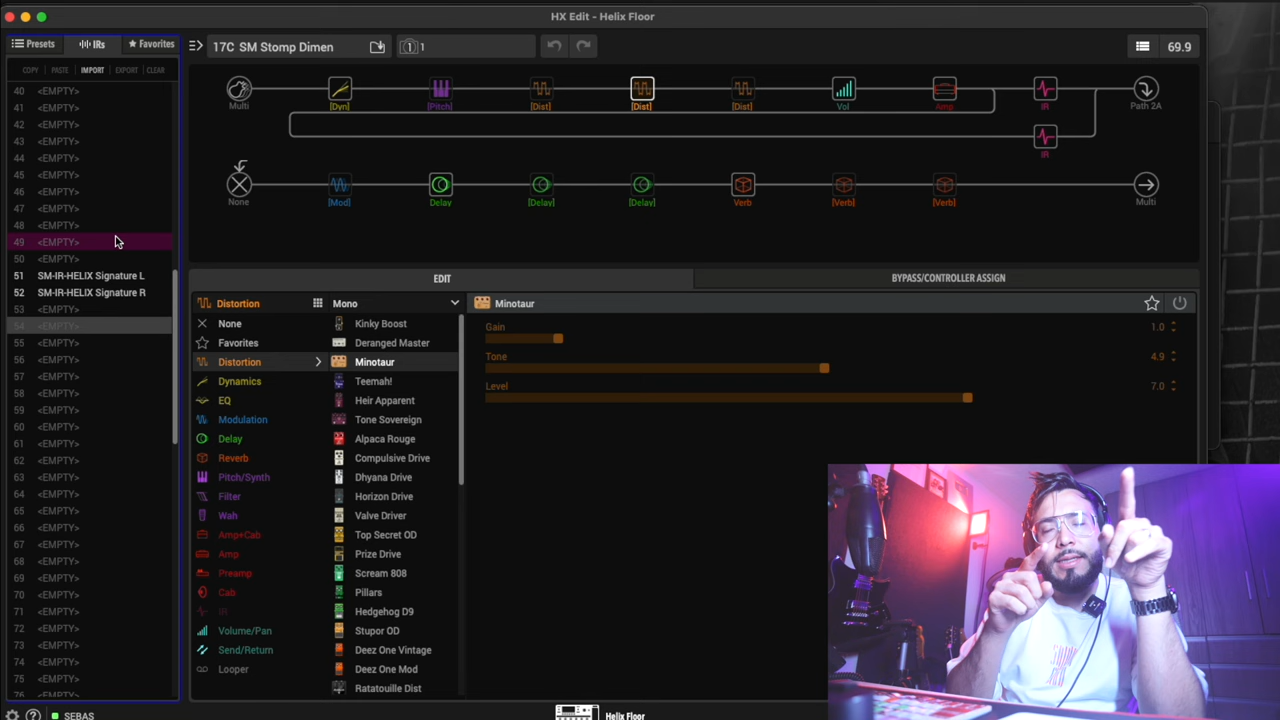 HX Edit - Helix Floor
Presets
IRs
Favorites
17C SM Stomp Dimen
1
69.9
COPY
PASTE
IMPORT
EXPORT
CLEAR
40 <EMPTY>
41 <EMPTY>
42 <EMPTY>
43 <EMPTY>
44 <EMPTY>
45 <EMPTY>
46 <EMPTY>
47 <EMPTY>
48 <EMPTY>
49 <EMPTY>
50 <EMPTY>
51 SM-IR-HELIX Signature L
52 SM-IR-HELIX Signature R
53 <EMPTY>
54 <EMPTY>
55 <EMPTY>
56 <EMPTY>
57 <EMPTY>
58 <EMPTY>
59 <EMPTY>
60 <EMPTY>
61 <EMPTY>
62 <EMPTY>
63 <EMPTY>
64 <EMPTY>
65 <EMPTY>
66 <EMPTY>
67 <EMPTY>
68 <EMPTY>
69 <EMPTY>
70 <EMPTY>
71 <EMPTY>
72 <EMPTY>
73 <EMPTY>
74 <EMPTY>
75 <EMPTY>
76 <EMPTY>
SEBAS
Multi
[Dyn]
[Pitch]
[Dist]
[Dist]
[Dist]
Vol
Amp
IR
Path 2A
IR
None
[Mod]
Delay
[Delay]
[Delay]
Verb
[Verb]
[Verb]
Multi
EDIT
BYPASS/CONTROLLER ASSIGN
Distortion
Mono
None
Favorites
Distortion
Dynamics
EQ
Modulation
Delay
Reverb
Pitch/Synth
Filter
Wah
Amp+Cab
Amp
Preamp
Cab
IR
Volume/Pan
Send/Return
Looper
Kinky Boost
Deranged Master
Minotaur
Teemah!
Heir Apparent
Tone Sovereign
Alpaca Rouge
Compulsive Drive
Dhyana Drive
Horizon Drive
Valve Driver
Top Secret OD
Prize Drive
Scream 808
Pillars
Hedgehog D9
Stupor OD
Deez One Vintage
Deez One Mod
Ratatouille Dist
Minotaur
Gain 1.0
Tone 4.9
Level 7.0
Helix Floor